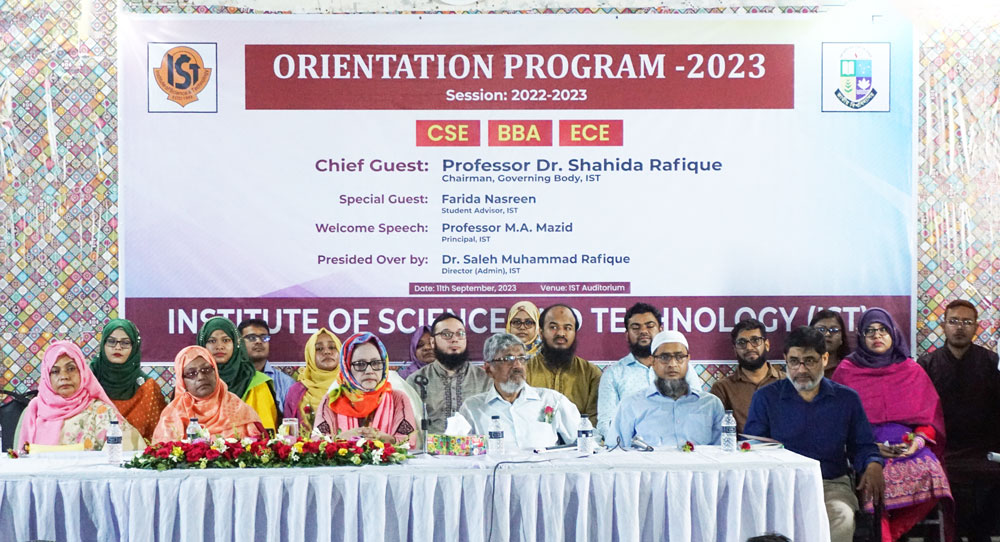 IST
ORIENTATION PROGRAM -2023
Session: 2022-2023
CSE BBA ECE
Chief Guest: Professor Dr. Shahida Rafique
Chairman, Governing Body, IST
Special Guest: Farida Nasreen
Student Advisor, IST
Welcome Speech: Professor M.A. Mazid
Principal, IST
Presided Over by: Dr. Saleh Muhammad Rafique
Director (Admin), IST
Date: 11th September, 2023 Venue: IST Auditorium
INSTITUTE OF SCIENCE O TECHNOLOGY (IST)